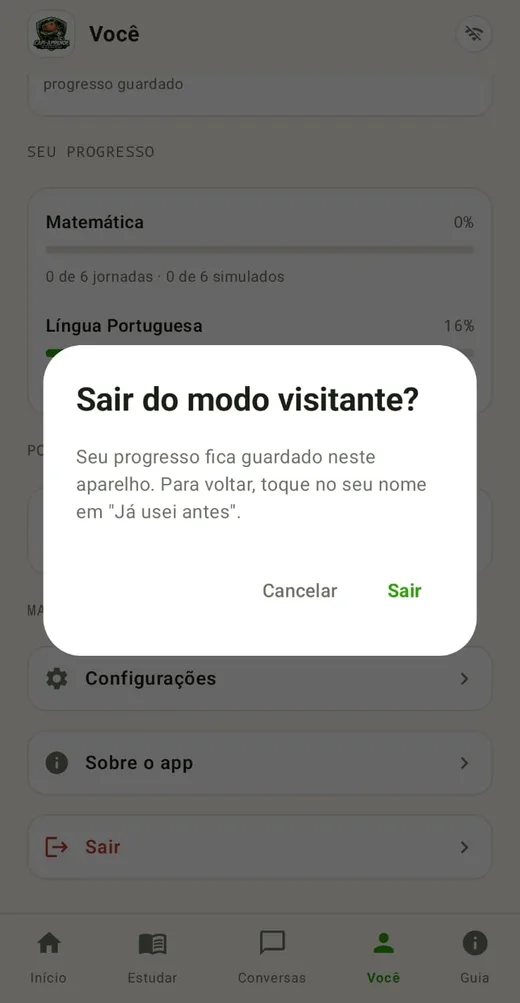 Você
progresso guardado
SEU PROGRESSO
Matemática 0%
0 de 6 jornadas · 0 de 6 simulados
Língua Portuguesa 16%
Sair do modo visitante?
Seu progresso fica guardado neste
aparelho. Para voltar, toque no seu nome
em "Já usei antes".
Cancelar Sair
Configurações
Sobre o app
Sair
Início Estudar Conversas Você Guia